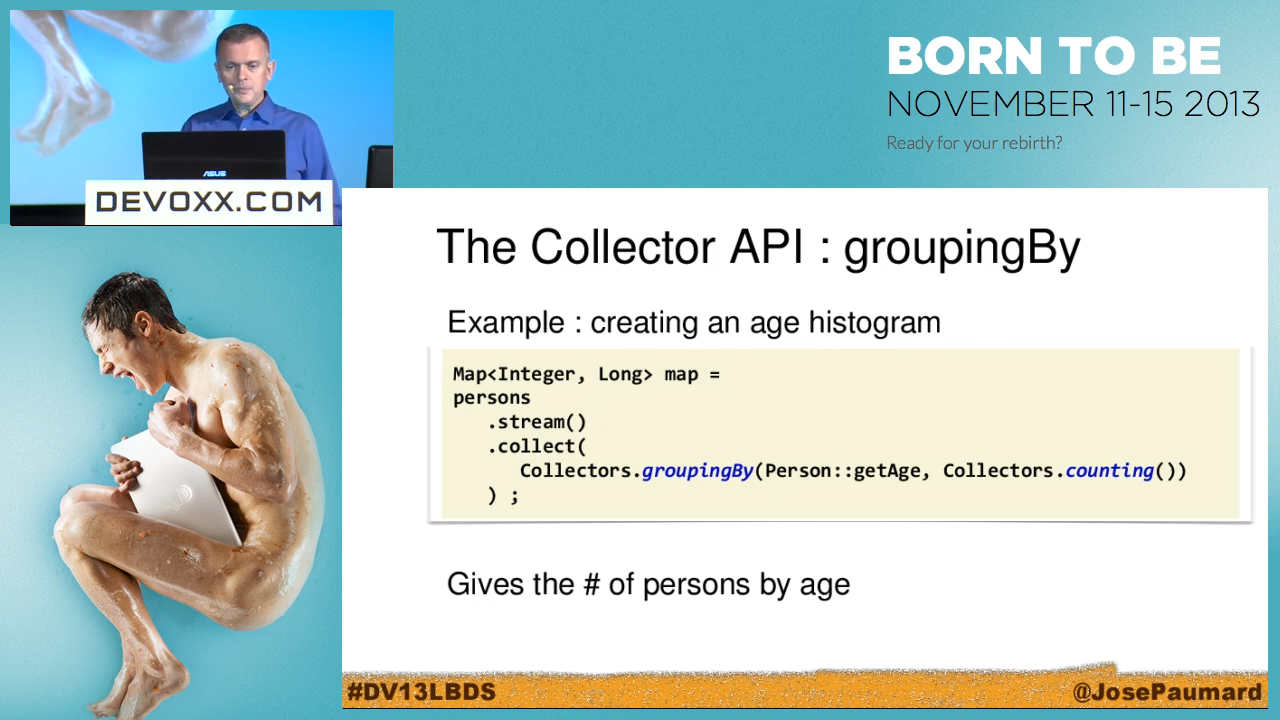 BORN TO BE
NOVEMBER 11-15 2013
Ready for your rebirth?
ASUS
DEVOXX.COM
The Collector API : groupingBy
Example : creating an age histogram
Map<Integer, Long> map =
persons
.stream()
.collect(
Collectors.groupingBy(Person::getAge, Collectors.counting())
) ;
Gives the # of persons by age
#DV13LBDS
@JosePaumard